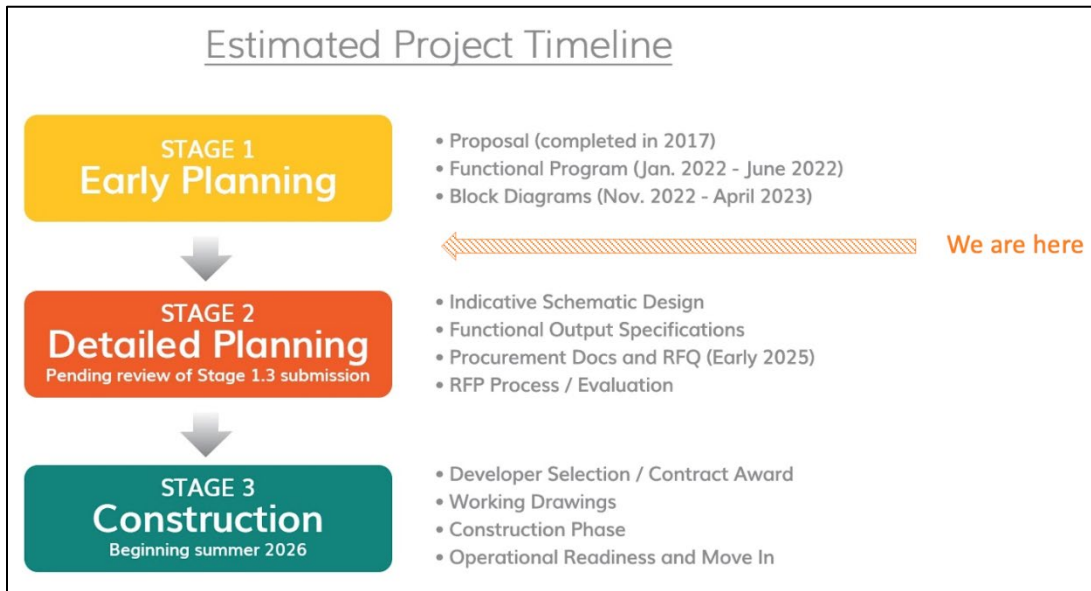 Estimated Project Timeline
STAGE 1
Early Planning
• Proposal (completed in 2017)
• Functional Program (Jan. 2022 - June 2022)
• Block Diagrams (Nov. 2022 - April 2023)
We are here
STAGE 2
Detailed Planning
Pending review of Stage 1.3 submission
• Indicative Schematic Design
• Functional Output Specifications
• Procurement Docs and RFQ (Early 2025)
• RFP Process / Evaluation
STAGE 3
Construction
Beginning summer 2026
• Developer Selection / Contract Award
• Working Drawings
• Construction Phase
• Operational Readiness and Move In